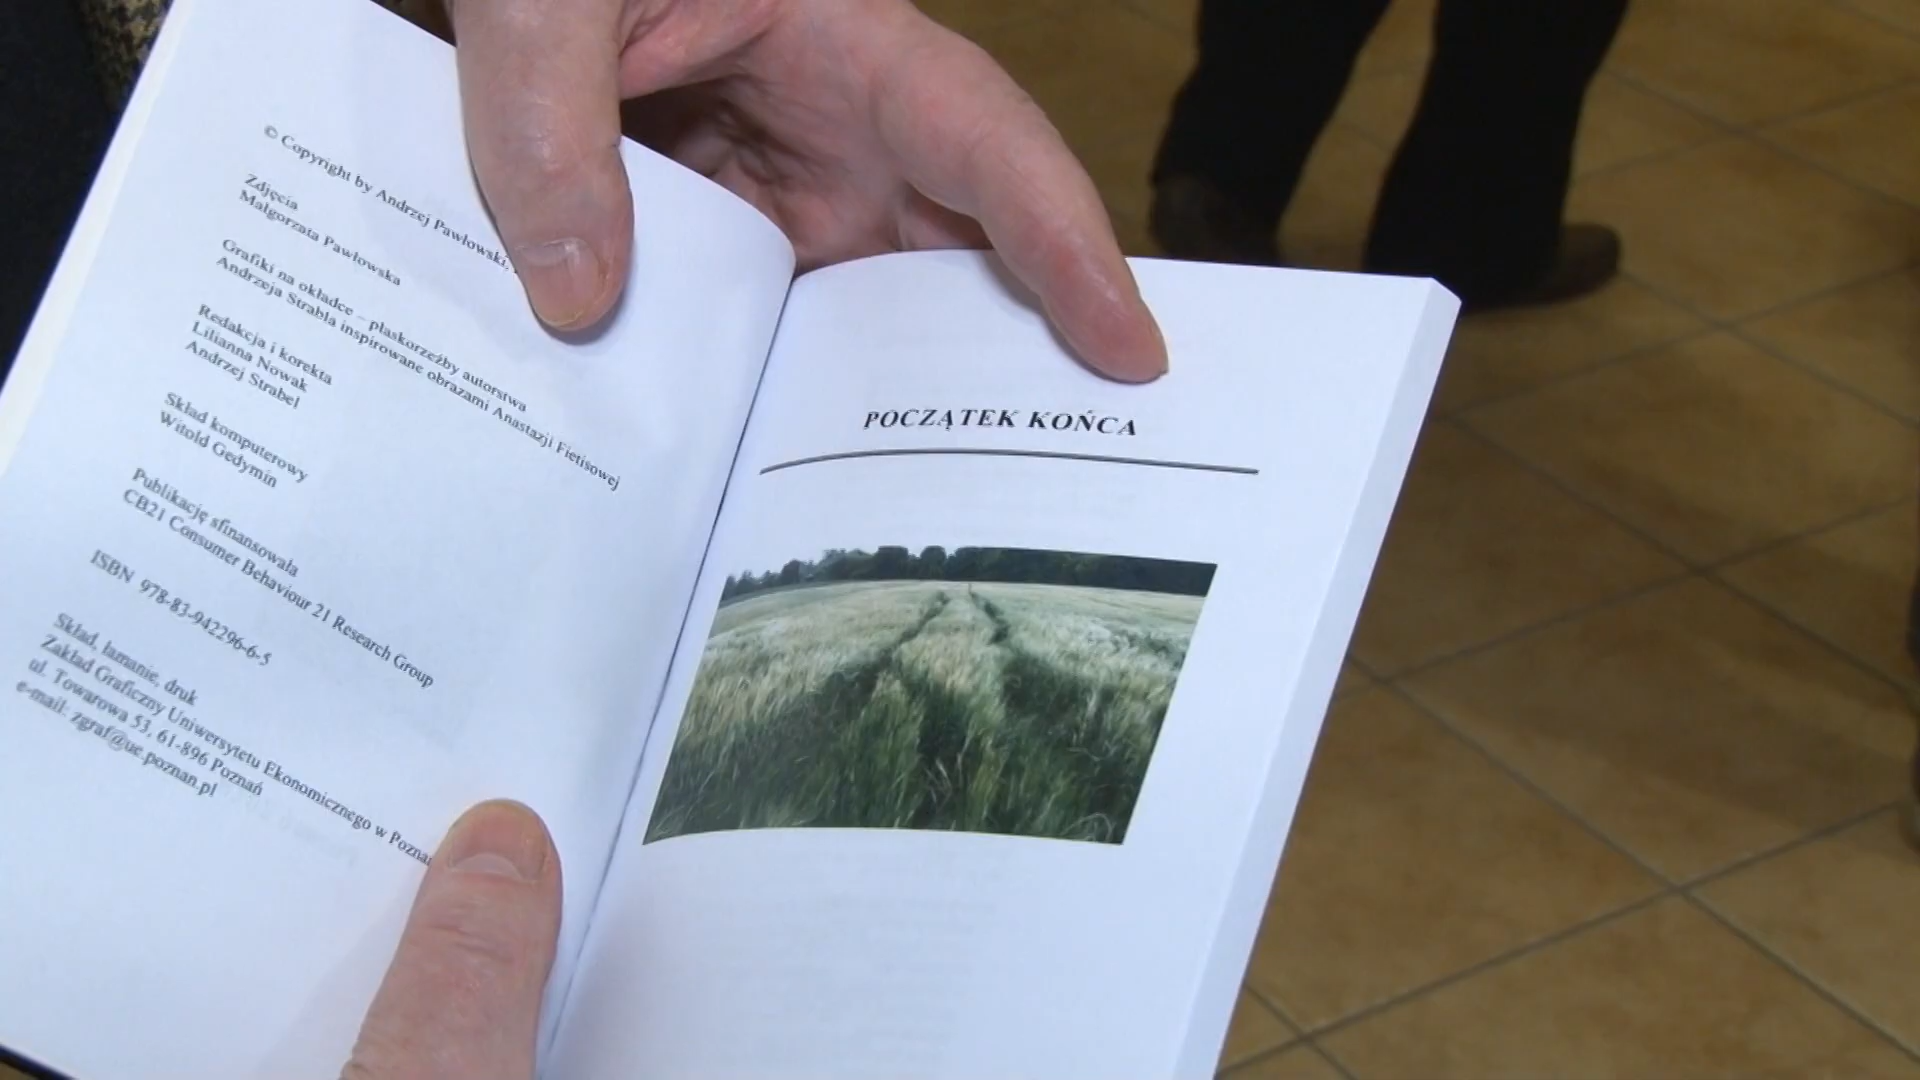 © Copyright by Andrzej Pawłowski,
Zdjęcia
Małgorzata Pawłowska
Grafiki na okładce – płaskorzeźby autorstwa
Andrzeja Strabla inspirowane obrazami Anastazji Fietisowej
Redakcja i korekta
Lilianna Nowak
Andrzej Strabel
Skład komputerowy
Witold Gedymin
Publikację sfinansowała
CB21 Consumer Behaviour 21 Research Group
ISBN 978-83-942296-6-5
Skład, łamanie, druk
Zakład Graficzny Uniwersytetu Ekonomicznego w Pozna
ul. Towarowa 53, 61-896 Poznań
e-mail: zgraf@ue.poznan.pl
POCZĄTEK KOŃCA